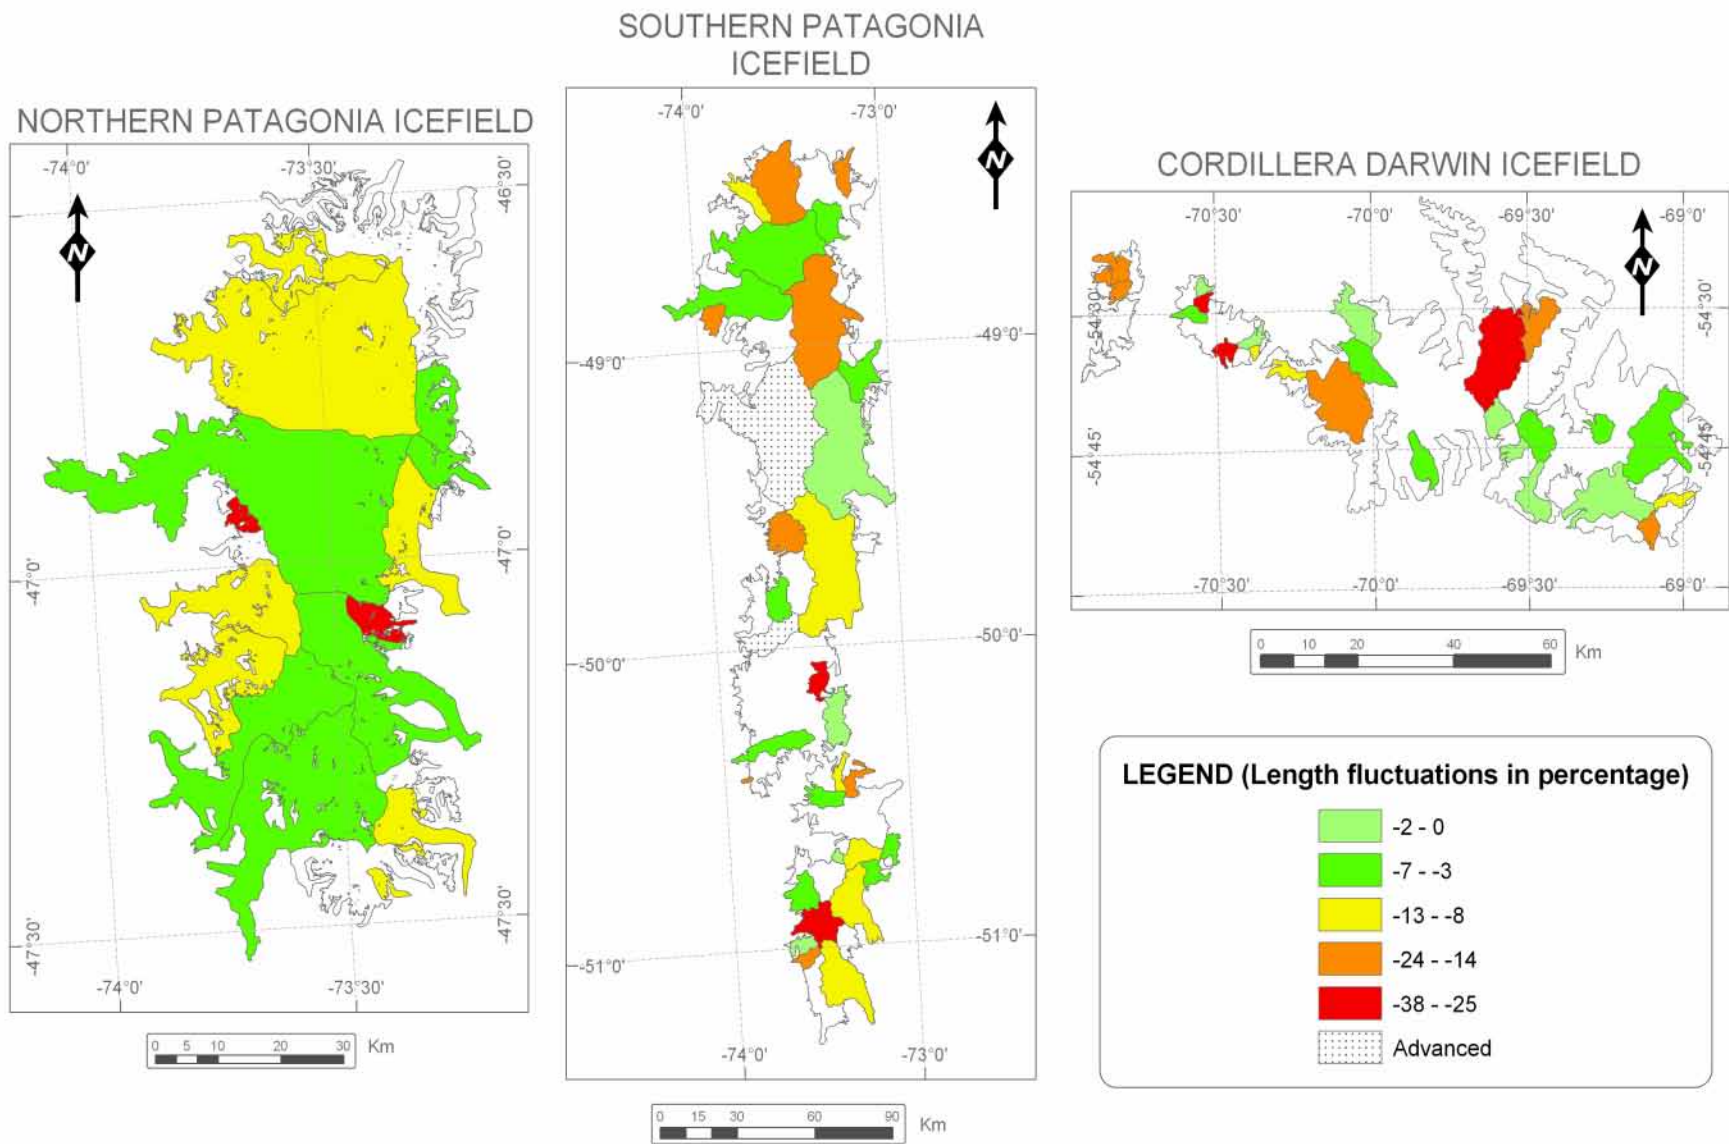 NORTHERN PATAGONIA ICEFIELD
-74°0'
-73°30'
-46°30'
N
-47°0'
-47°0'
-47°30'
-47°30'
-74°0'
-73°30'
0 5 10 20 30 Km
SOUTHERN PATAGONIA
ICEFIELD
-74°0'
-73°0'
N
-49°0'
-49°0'
-50°0'
-50°0'
-51°0'
-51°0'
-74°0'
-73°0'
0 15 30 60 90 Km
CORDILLERA DARWIN ICEFIELD
-70°30'
-70°0'
-69°30'
-69°0'
N
-54°30'
-54°30'
-54°45'
-54°45'
-70°30'
-70°0'
-69°30'
-69°0'
0 10 20 40 60 Km
LEGEND (Length fluctuations in percentage)
-2 - 0
-7 - -3
-13 - -8
-24 - -14
-38 - -25
Advanced